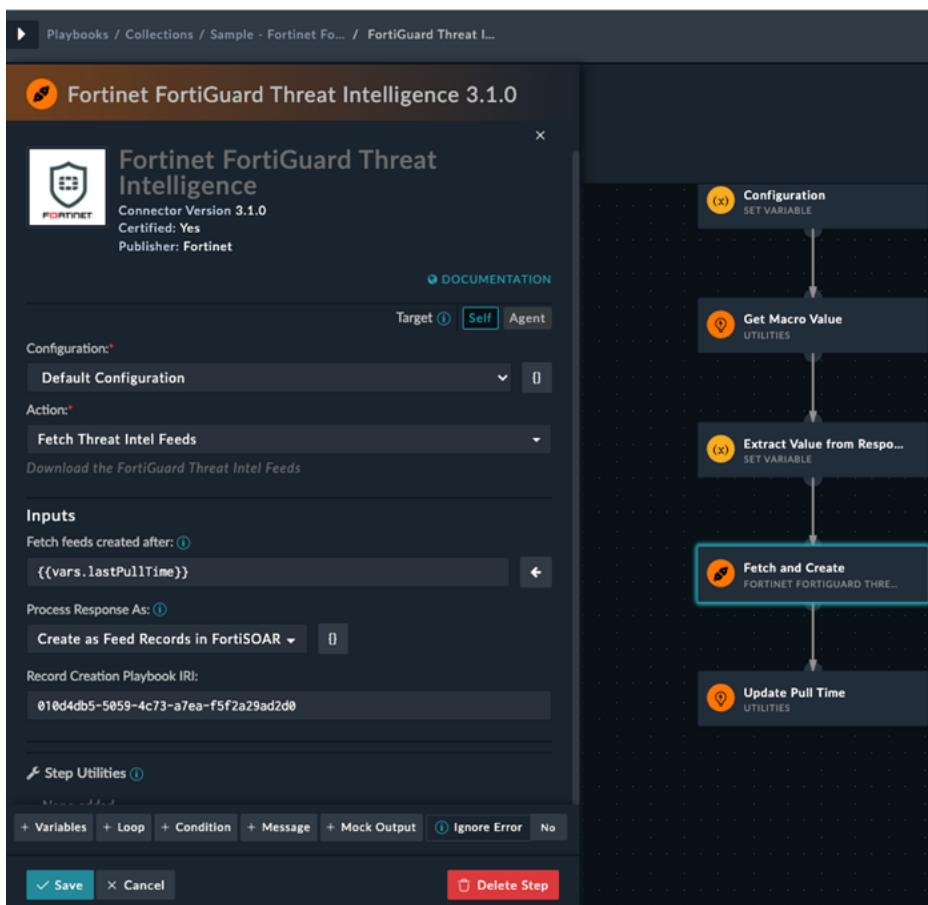 Playbooks / Collections / Sample - Fortinet Fo... / FortiGuard Threat I...
Fortinet FortiGuard Threat Intelligence 3.1.0
×
FORTINET
Fortinet FortiGuard Threat
Intelligence
Connector Version 3.1.0
Certified: Yes
Publisher: Fortinet
DOCUMENTATION
Target Self Agent
Configuration:*
Default Configuration {}
Action:*
Fetch Threat Intel Feeds
Download the FortiGuard Threat Intel Feeds
Inputs
Fetch feeds created after:
{{vars.lastPullTime}}
Process Response As:
Create as Feed Records in FortiSOAR {}
Record Creation Playbook IRI:
010d4db5-5059-4c73-a7ea-f5f2a29ad2d0
Step Utilities
None added
+ Variables + Loop + Condition + Message + Mock Output Ignore Error No
Save × Cancel Delete Step
(x) Configuration
SET VARIABLE
Get Macro Value
UTILITIES
(x) Extract Value from Respo...
SET VARIABLE
Fetch and Create
FORTINET FORTIGUARD THRE...
Update Pull Time
UTILITIES